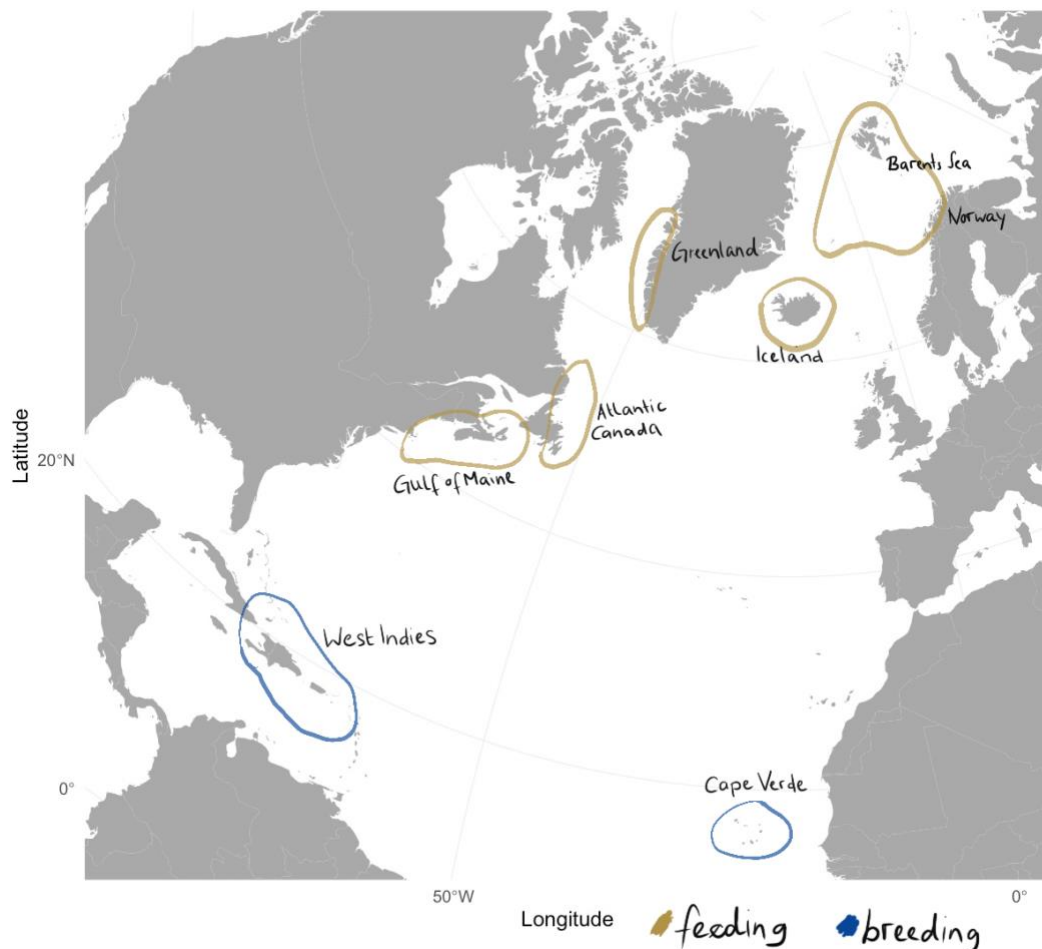 Barents Sea
Norway
Greenland
Iceland
Atlantic
Canada
Gulf of Maine
West Indies
Cape Verde
Latitude
20°N
0°
50°W
0°
Longitude
feeding
breeding